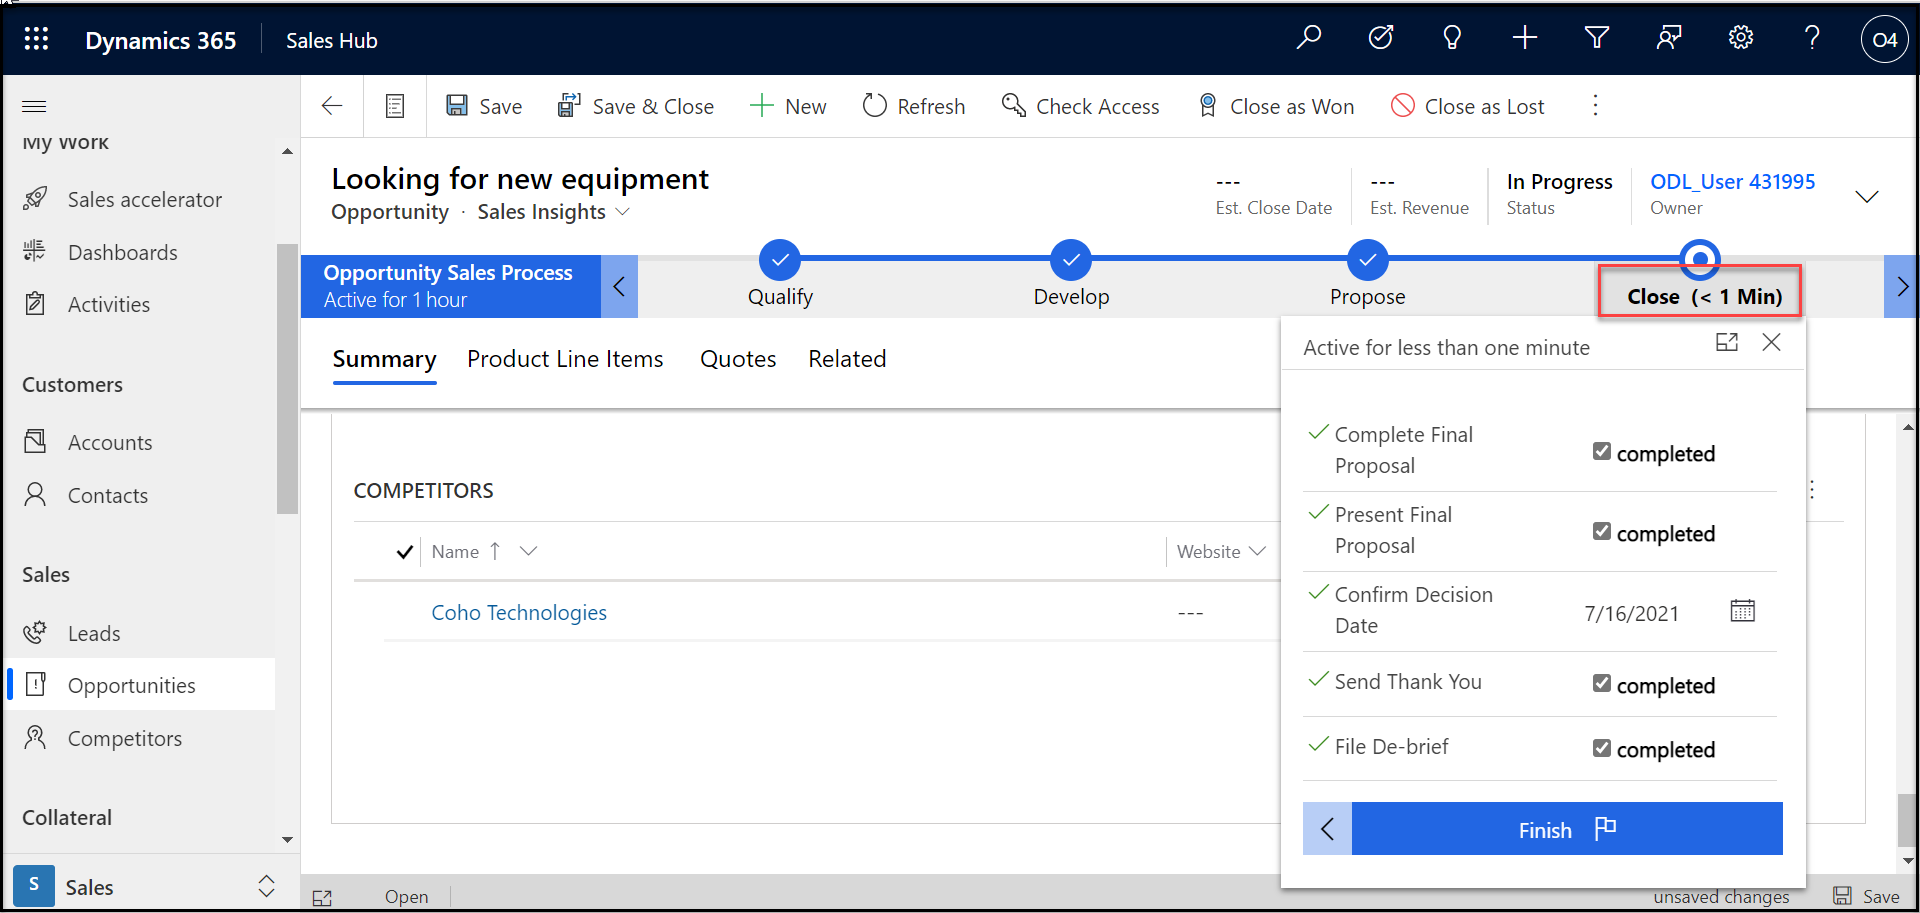 Dynamics 365
Sales Hub
O4
Save
Save & Close
New
Refresh
Check Access
Close as Won
Close as Lost
My Work
Sales accelerator
Dashboards
Activities
Customers
Accounts
Contacts
Sales
Leads
Opportunities
Competitors
Collateral
S
Sales
Looking for new equipment
Opportunity · Sales Insights
---
Est. Close Date
---
Est. Revenue
In Progress
Status
ODL_User 431995
Owner
Opportunity Sales Process
Active for 1 hour
Qualify
Develop
Propose
Close (< 1 Min)
Summary
Product Line Items
Quotes
Related
COMPETITORS
Name
Website
Coho Technologies
---
Active for less than one minute
Complete Final
Proposal
completed
Present Final
Proposal
completed
Confirm Decision
Date
7/16/2021
Send Thank You
completed
File De-brief
completed
Finish
Open
unsaved changes
Save